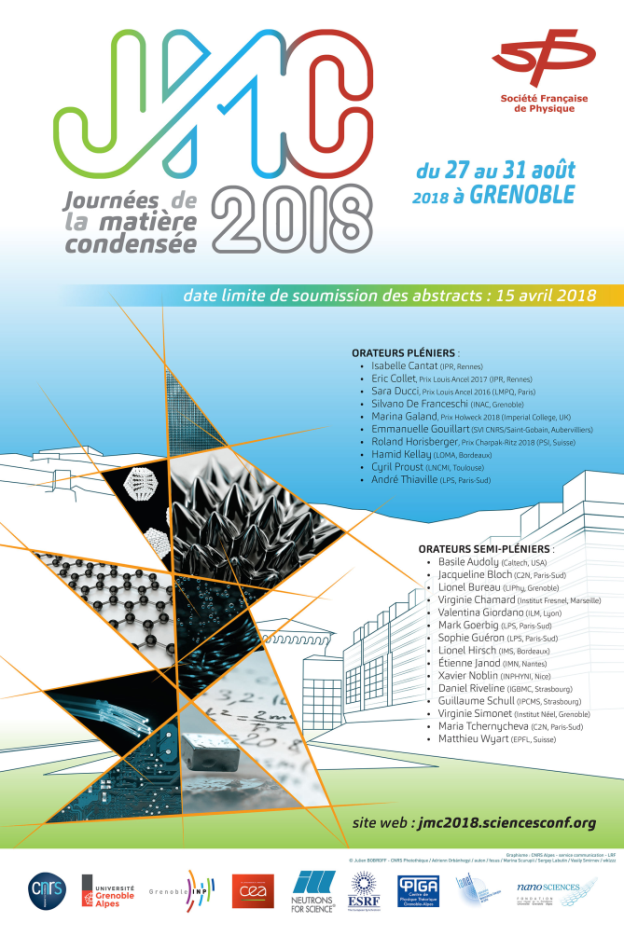 JMC
Société Française
de Physique
du 27 au 31 août
2018 à GRENOBLE
Journées de
la matière
condensée
2018
date limite de soumission des abstracts : 15 avril 2018
ORATEURS PLÉNIERS :
• Isabelle Cantat (IPR, Rennes)
• Eric Collet, Prix Louis Ancel 2017 (IPR, Rennes)
• Sara Ducci, Prix Louis Ancel 2016 (LMPQ, Paris)
• Silvano De Franceschi (INAC, Grenoble)
• Marina Galand, Prix Holweck 2018 (Imperial College, UK)
• Emmanuelle Gouillart (SVI CNRS/Saint-Gobain, Aubervilliers)
• Roland Horisberger, Prix Charpak-Ritz 2018 (PSI, Suisse)
• Hamid Kellay (LOMA, Bordeaux)
• Cyril Proust (LNCMI, Toulouse)
• André Thiaville (LPS, Paris-Sud)
ORATEURS SEMI-PLÉNIERS :
• Basile Audoly (Caltech, USA)
• Jacqueline Bloch (C2N, Paris-Sud)
• Lionel Bureau (LIPhy, Grenoble)
• Virginie Chamard (Institut Fresnel, Marseille)
• Valentina Giordano (ILM, Lyon)
• Mark Goerbig (LPS, Paris-Sud)
• Sophie Guéron (LPS, Paris-Sud)
• Lionel Hirsch (IMS, Bordeaux)
• Étienne Janod (IMN, Nantes)
• Xavier Noblin (INPHYNI, Nice)
• Daniel Riveline (IGBMC, Strasbourg)
• Guillaume Schull (IPCMS, Strasbourg)
• Virginie Simonet (Institut Néel, Grenoble)
• Maria Tchernycheva (C2N, Paris-Sud)
• Matthieu Wyart (EPFL, Suisse)
site web : jmc2018.sciencesconf.org
cnrs
UNIVERSITÉ
Grenoble
Alpes
Grenoble INP
cea
NEUTRONS
FOR SCIENCE
ESRF
CPTGA
Centre de
Physique Théorique
Grenoble-Alpes
nanosciences
FONDATION